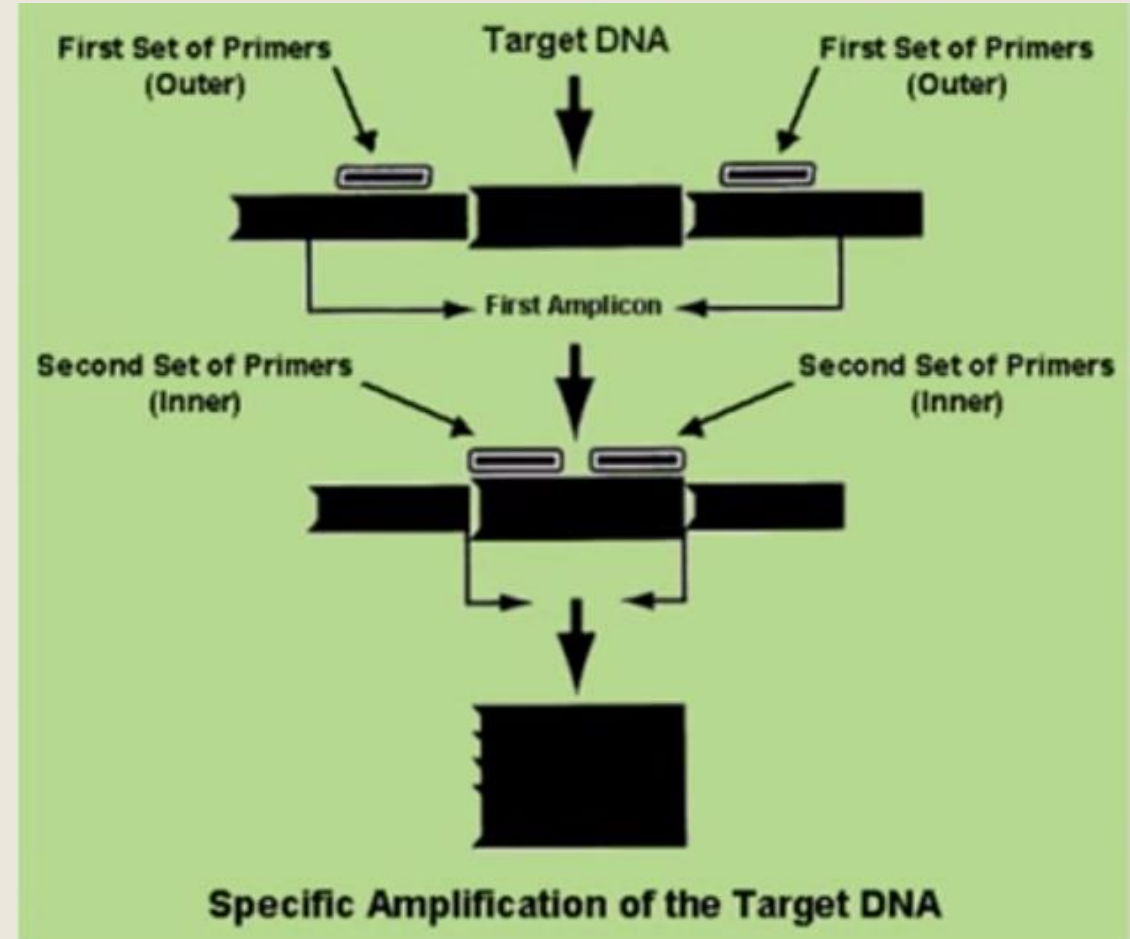 First Set of Primers
(Outer)
Target DNA
First Set of Primers
(Outer)
First Amplicon
Second Set of Primers
(Inner)
Second Set of Primers
(Inner)
Specific Amplification of the Target DNA